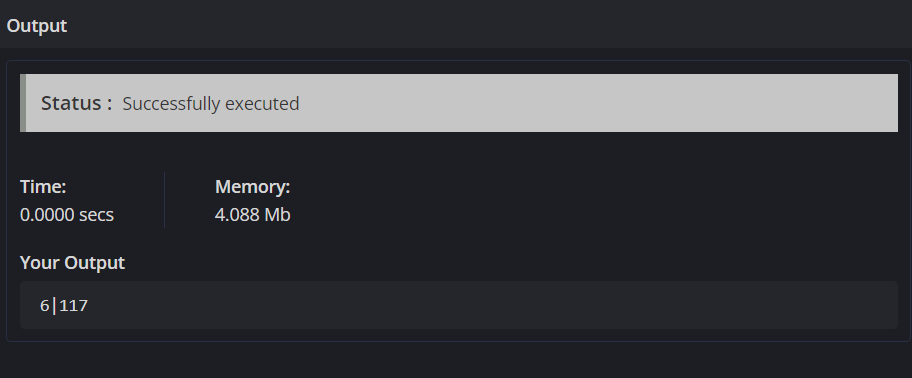 Output
Status : Successfully executed
Time: Memory:
0.0000 secs 4.088 Mb
Your Output
6|117